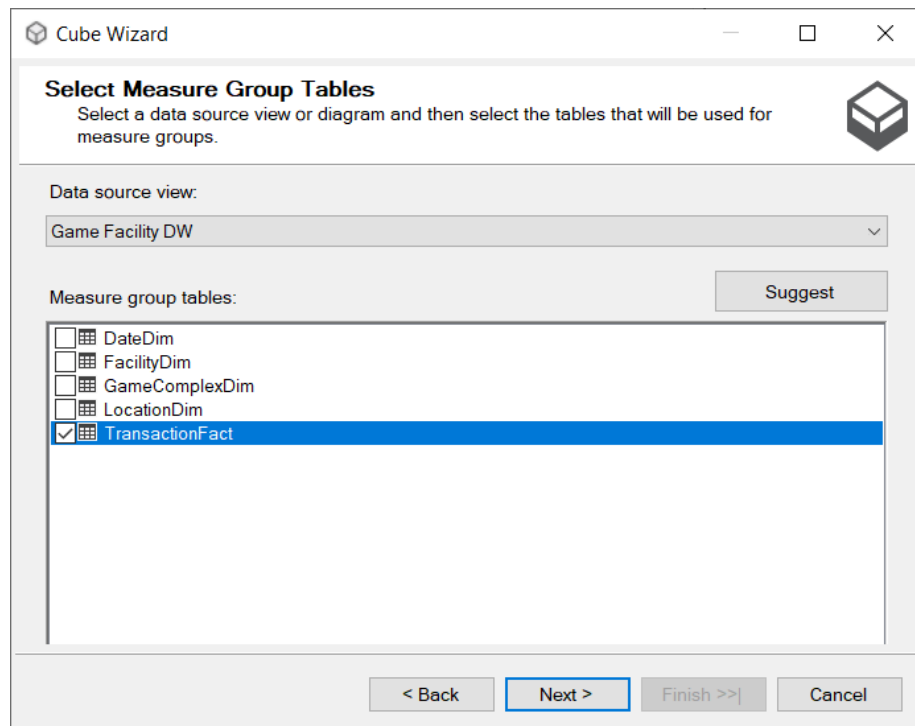 Cube Wizard
Select Measure Group Tables
Select a data source view or diagram and then select the tables that will be used for
measure groups.
Data source view:
Game Facility DW
Measure group tables:
Suggest
DateDim
FacilityDim
GameComplexDim
LocationDim
TransactionFact
< Back
Next >
Finish >>|
Cancel